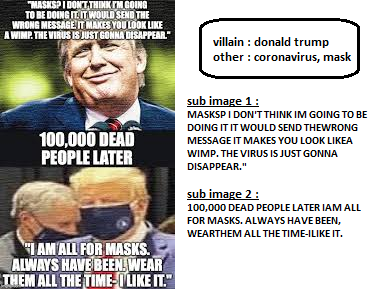 "MASKS? I DON'T THINK I'M GOING
TO BE DOING IT. IT WOULD SEND THE
WRONG MESSAGE. IT MAKES YOU LOOK LIKE
A WIMP. THE VIRUS IS JUST GONNA DISAPPEAR."
100,000 DEAD
PEOPLE LATER
"I AM ALL FOR MASKS.
ALWAYS HAVE BEEN. WEAR
THEM ALL THE TIME- I LIKE IT."
villain : donald trump
other : coronavirus, mask
sub image 1 :
MASKSP I DON'T THINK IM GOING TO BE
DOING IT IT WOULD SEND THEWRONG
MESSAGE IT MAKES YOU LOOK LIKEA
WIMP. THE VIRUS IS JUST GONNA
DISAPPEAR."
sub image 2 :
100,000 DEAD PEOPLE LATER IAM ALL
FOR MASKS. ALWAYS HAVE BEEN,
WEARTHEM ALL THE TIME-ILIKE IT.